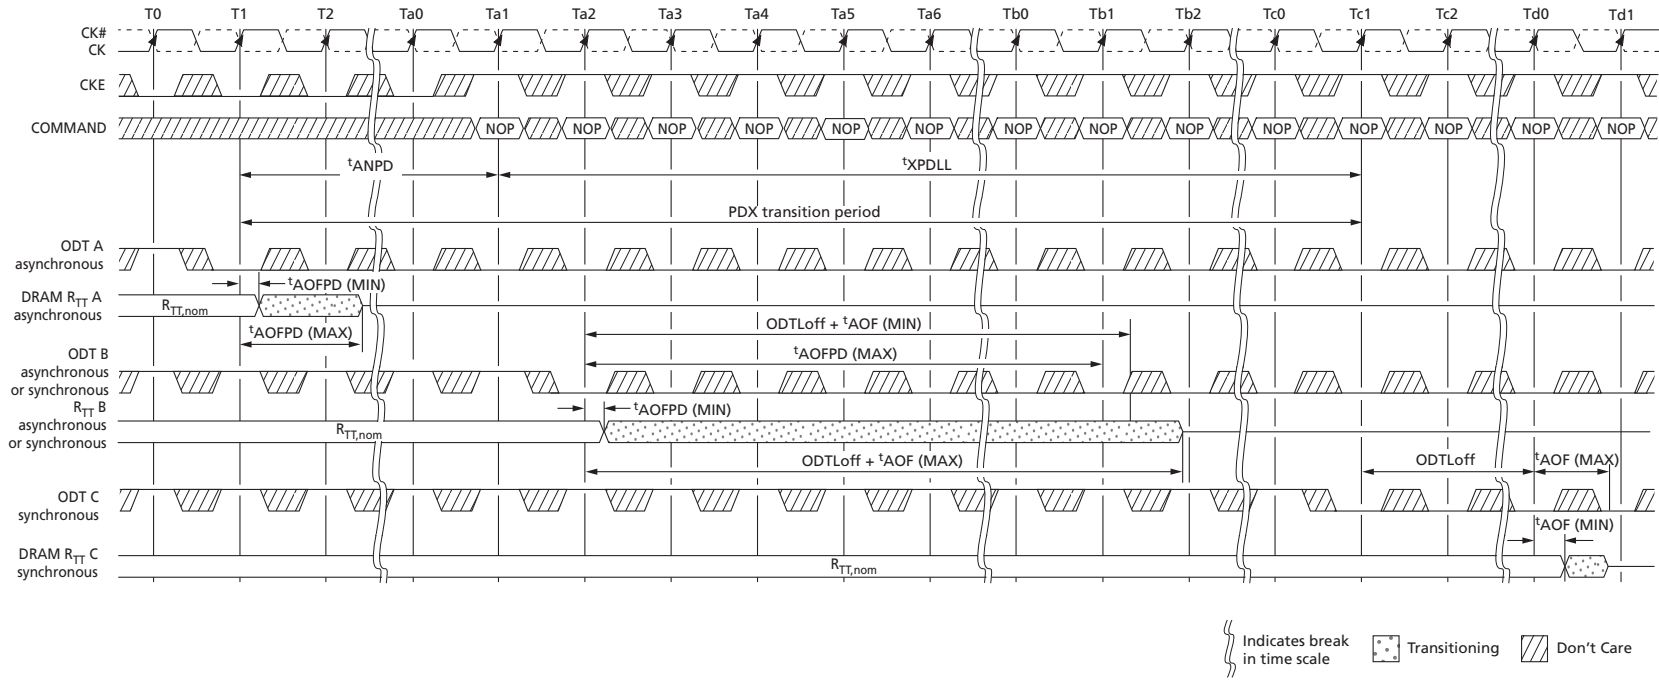 T0 T1 T2 Ta0 Ta1 Ta2 Ta3 Ta4 Ta5 Ta6 Tb0 Tb1 Tb2 Tc0 Tc1 Tc2 Td0 Td1
CK#
CK
CKE
COMMAND NOP NOP NOP NOP NOP NOP NOP NOP NOP NOP NOP NOP NOP NOP
tANPD tXPDLL
PDX transition period
ODT A
asynchronous
tAOFPD (MIN)
DRAM RTT A
asynchronous
RTT,nom
tAOFPD (MAX)
ODTLoff + tAOF (MIN)
tAOFPD (MAX)
ODT B
asynchronous
or synchronous
tAOFPD (MIN)
RTT B
asynchronous
or synchronous
RTT,nom
ODTLoff + tAOF (MAX) ODTLoff tAOF (MAX)
ODT C
synchronous
tAOF (MIN)
DRAM RTT C
synchronous
RTT,nom
Indicates break
in time scale
Transitioning
Don't Care